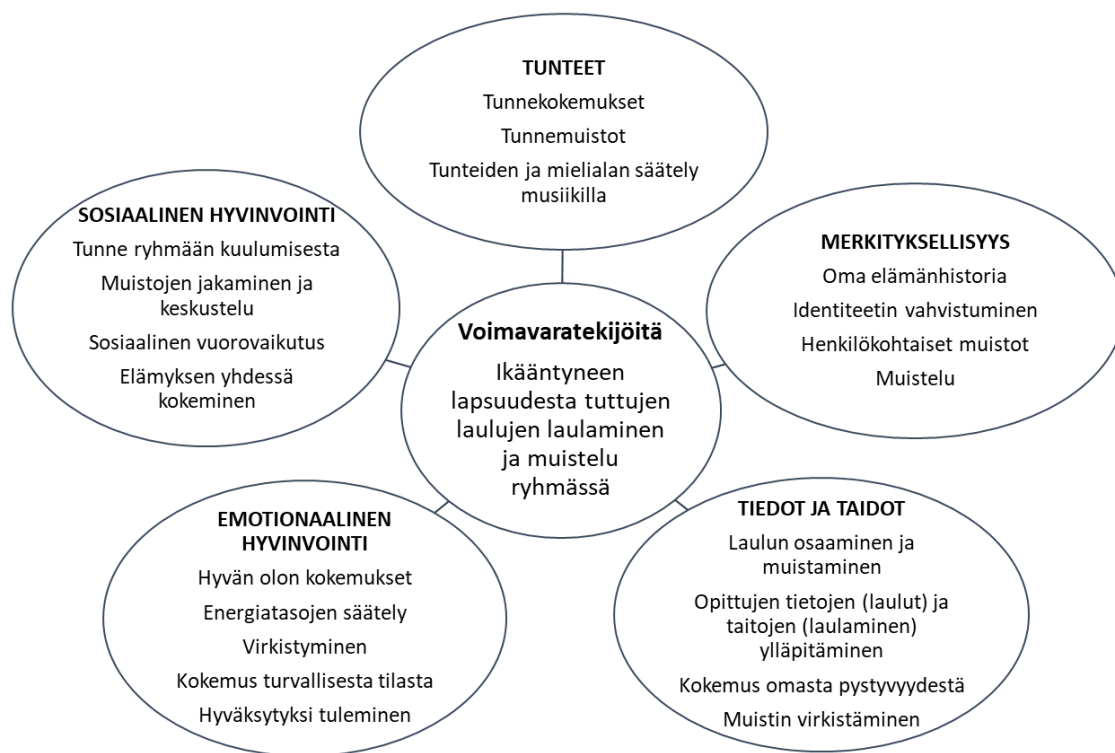 TUNTEET
Tunnekokemukset
Tunnemuistot
Tunteiden ja mielialan säätely
musiikilla
SOSIAALINEN HYVINVOINTI
Tunne ryhmään kuulumisesta
Muistojen jakaminen ja
keskustelu
Sosiaalinen vuorovaikutus
Elämyksen yhdessä
kokeminen
MERKITYKSELLISYYS
Oma elämänhistoria
Identiteetin vahvistuminen
Henkilökohtaiset muistot
Muistelu
Voimavaratekijöitä
Ikääntyneen
lapsuudesta tuttujen
laulujen laulaminen
ja muistelu
ryhmässä
EMOTIONAALINEN
HYVINVOINTI
Hyvän olon kokemukset
Energiatasojen säätely
Virkistyminen
Kokemus turvallisesta tilasta
Hyväksytyksi tuleminen
TIEDOT JA TAIDOT
Laulun osaaminen ja
muistaminen
Opittujen tietojen (laulut) ja
taitojen (laulaminen)
ylläpitäminen
Kokemus omasta pystyvyydestä
Muistin virkistäminen